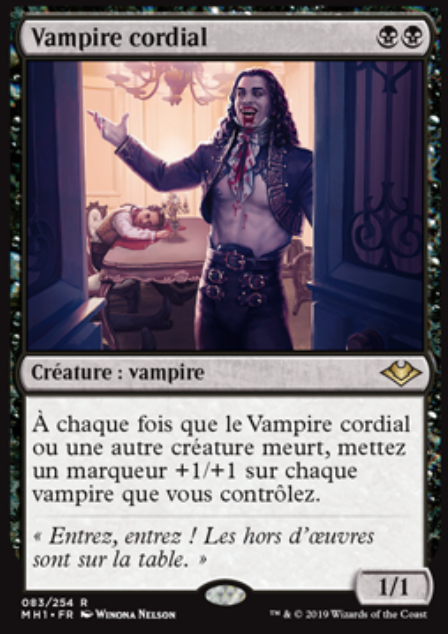 Vampire cordial
Créature : vampire
À chaque fois que le Vampire cordial
ou une autre créature meurt, mettez
un marqueur +1/+1 sur chaque
vampire que vous contrôlez.
« Entrez, entrez ! Les hors d'œuvres
sont sur la table. »
1/1
083/254 R
MH1 • FR Winona Nelson
™ & © 2019 Wizards of the Coast